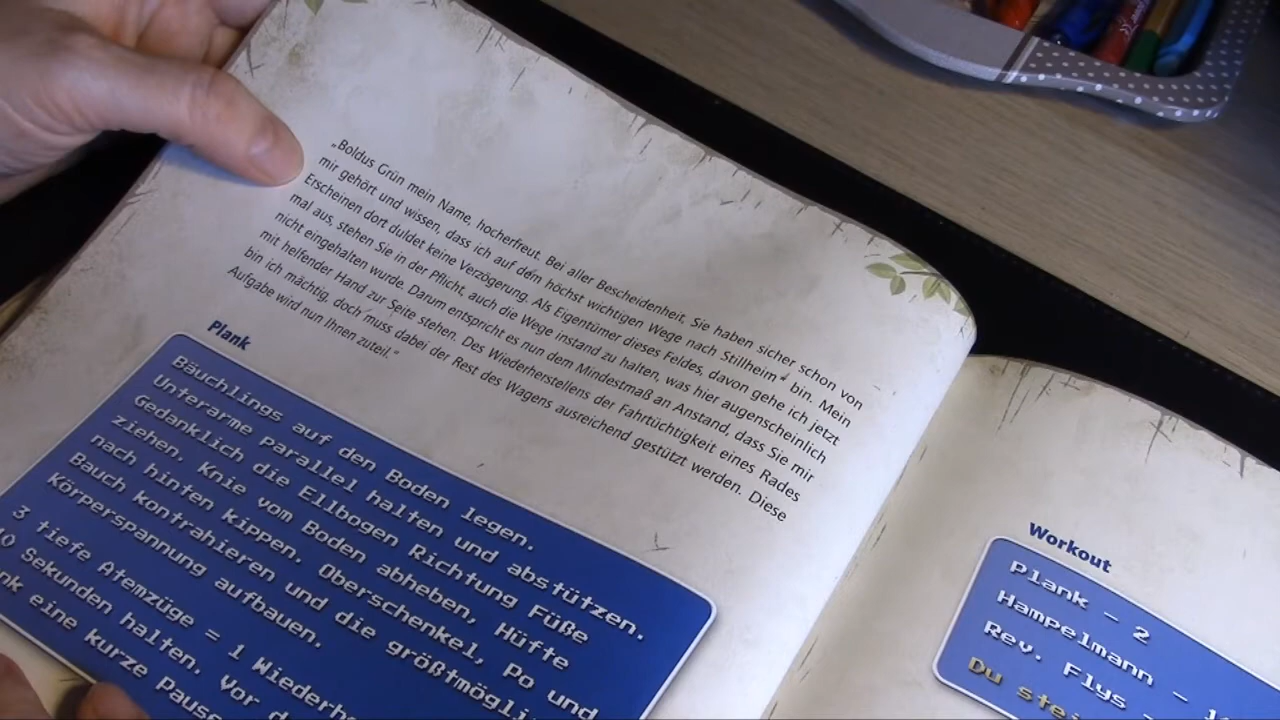 „Boldus Grün mein Name, hocherfreut. Bei aller Bescheidenheit, Sie haben sicher schon von
mir gehört und wissen, dass ich auf dem höchst wichtigen Wege nach Stillheim bin. Mein
Erscheinen dort duldet keine Verzögerung. Als Eigentümer dieses Feldes, davon gehe ich jetzt
mal aus, stehen Sie in der Pflicht, auch die Wege instand zu halten, was hier augenscheinlich
nicht eingehalten wurde. Darum entspricht es nun dem Mindestmaß an Anstand, dass Sie mir
mit helfender Hand zur Seite stehen. Des Wiederherstellens der Fahrtüchtigkeit eines Rades
bin ich mächtig, doch muss dabei der Rest des Wagens ausreichend gestützt werden. Diese
Aufgabe wird nun Ihnen zuteil.“
Plank
Bäuchlings auf den Boden legen.
Unterarme parallel halten und abstützen.
Gedanklich die Ellbogen Richtung Füße
ziehen. Knie vom Boden abheben, Hüfte
nach hinten kippen. Oberschenkel, Po und
Bauch kontrahieren und die größtmögli
Körperspannung aufbauen.
3 tiefe Atemzüge = 1 Wiederho
10 Sekunden halten. Vor d
nk eine kurze Pause
Workout
Plank – 2
Hampelmann –
Rev. Flys –
Du stei